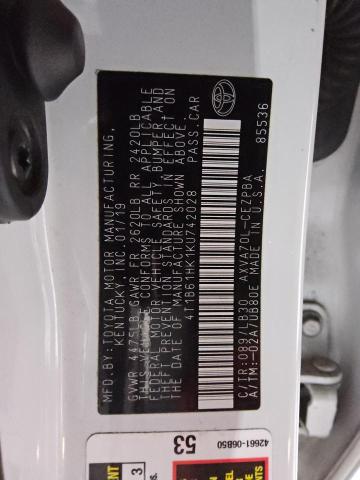 MFD. BY: TOYOTA MOTOR MANUFACTURING,
KENTUCKY, INC. 01/19
GVWR 4475LB GAWR FR 2620LB RR 2420LB
THIS VEHICLE CONFORMS TO ALL APPLICABLE
FEDERAL MOTOR VEHICLE SAFETY, BUMPER AND
THEFT PREVENTION STANDARDS IN EFFECT ON
THE DATE OF MANUFACTURE SHOWN ABOVE.
4T1B61HK1KU742028 PASS. CAR
C/TR:089/LB30 AXVA70L-CEZPBA
A/TM:-02A/UB80E MADE IN U.S.A.
85536
42661-06B50
53
3